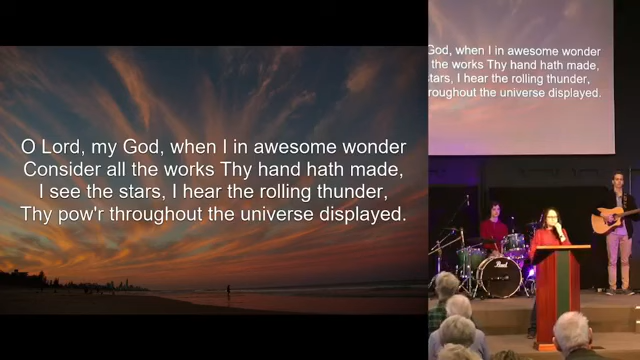 O Lord, my God, when I in awesome wonder
Consider all the works Thy hand hath made,
I see the stars, I hear the rolling thunder,
Thy pow'r throughout the universe displayed.
God, when I in awesome wonder
the works Thy hand hath made,
stars, I hear the rolling thunder,
roughout the universe displayed.
Pearl